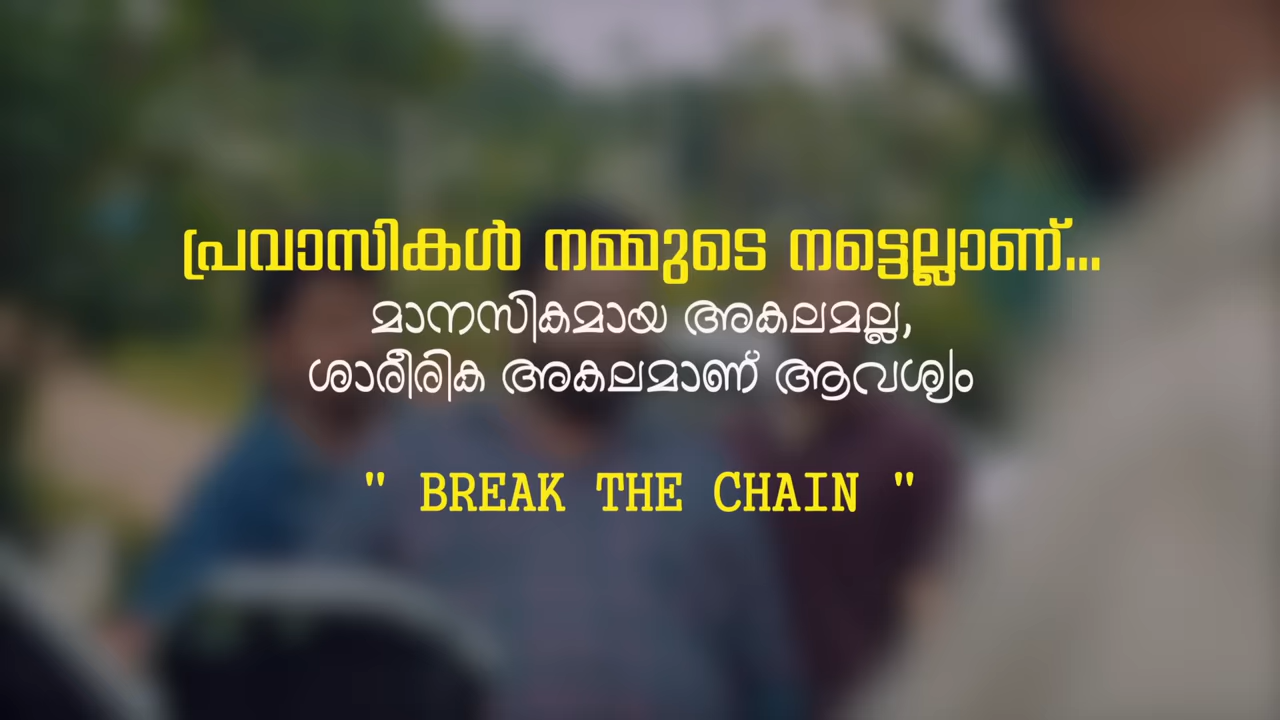 പ്രവാസികൾ നമ്മുടെ നട്ടെല്ലാണ്...
മാനസികമായ അകലമല്ല,
ശാരീരിക അകലമാണ് ആവശ്യം
" BREAK THE CHAIN "